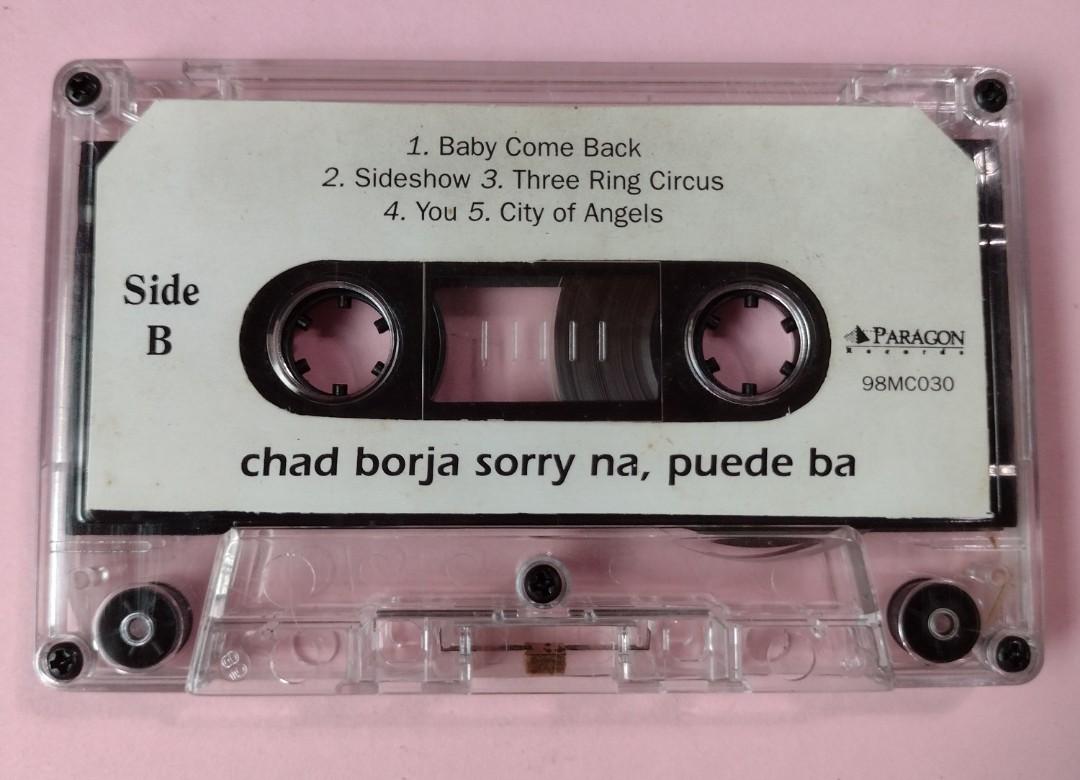 1. Baby Come Back
2. Sideshow 3. Three Ring Circus
4. You 5. City of Angels
Side
B
PARAGON
Records
98MC030
chad borja sorry na, puede ba